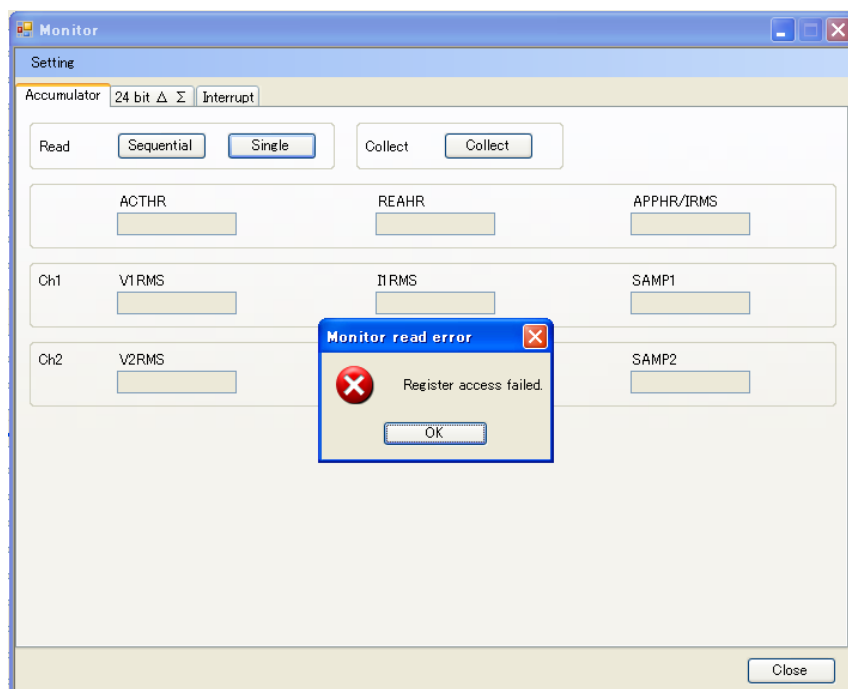 Monitor
Setting
Accumulator 24 bit Δ Σ Interrupt
Read Sequential Single Collect Collect
ACTHR REAHR APPHR/IRMS
Ch1 V1RMS I1RMS SAMP1
Monitor read error
Ch2 V2RMS SAMP2
Register access failed.
OK
Close